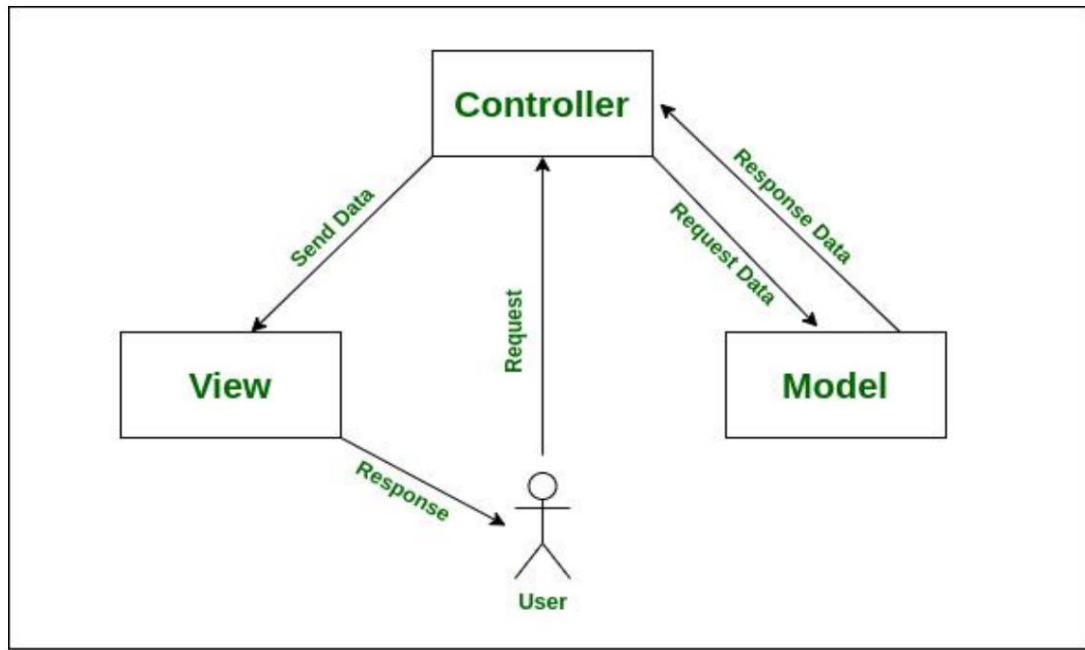 Controller
Send Data
Request
Request Data
Response Data
View
Model
Response
User